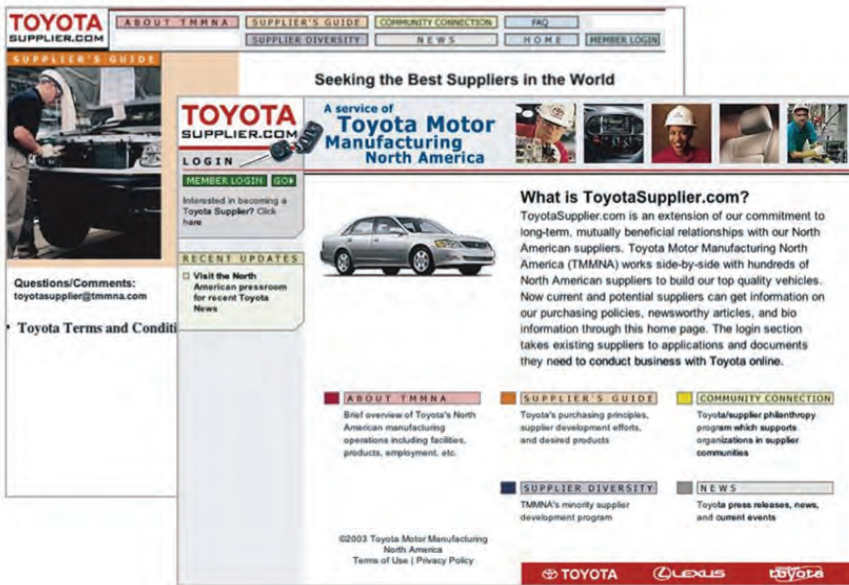 TOYOTA
SUPPLIER.COM
ABOUT TMMNA
SUPPLIER'S GUIDE
COMMUNITY CONNECTION
FAQ
SUPPLIER DIVERSITY
NEWS
HOME
MEMBER LOGIN
SUPPLIER'S GUIDE
Seeking the Best Suppliers in the World
Questions/Comments:
toyotasupplier@tmmna.com
• Toyota Terms and Conditi
TOYOTA
SUPPLIER.COM
A service of
Toyota Motor
Manufacturing
North America
LOGIN
MEMBER LOGIN GO
Interested in becoming a
Toyota Supplier? Click
here
RECENT UPDATES
Visit the North
American pressroom
for recent Toyota
News
What is ToyotaSupplier.com?
ToyotaSupplier.com is an extension of our commitment to
long-term, mutually beneficial relationships with our North
American suppliers. Toyota Motor Manufacturing North
America (TMMNA) works side-by-side with hundreds of
North American suppliers to build our top quality vehicles.
Now current and potential suppliers can get information on
our purchasing policies, newsworthy articles, and bio
information through this home page. The login section
takes existing suppliers to applications and documents
they need to conduct business with Toyota online.
ABOUT TMMNA
Brief overview of Toyota's North
American manufacturing
operations including facilities,
products, employment, etc.
SUPPLIER'S GUIDE
Toyota's purchasing principles,
supplier development efforts,
and desired products
COMMUNITY CONNECTION
Toyota/supplier philanthropy
program which supports
organizations in supplier
communities
SUPPLIER DIVERSITY
TMMNA's minority supplier
development program
NEWS
Toyota press releases, news,
and current events
©2003 Toyota Motor Manufacturing
North America
Terms of Use | Privacy Policy
TOYOTA
LEXUS
toyota